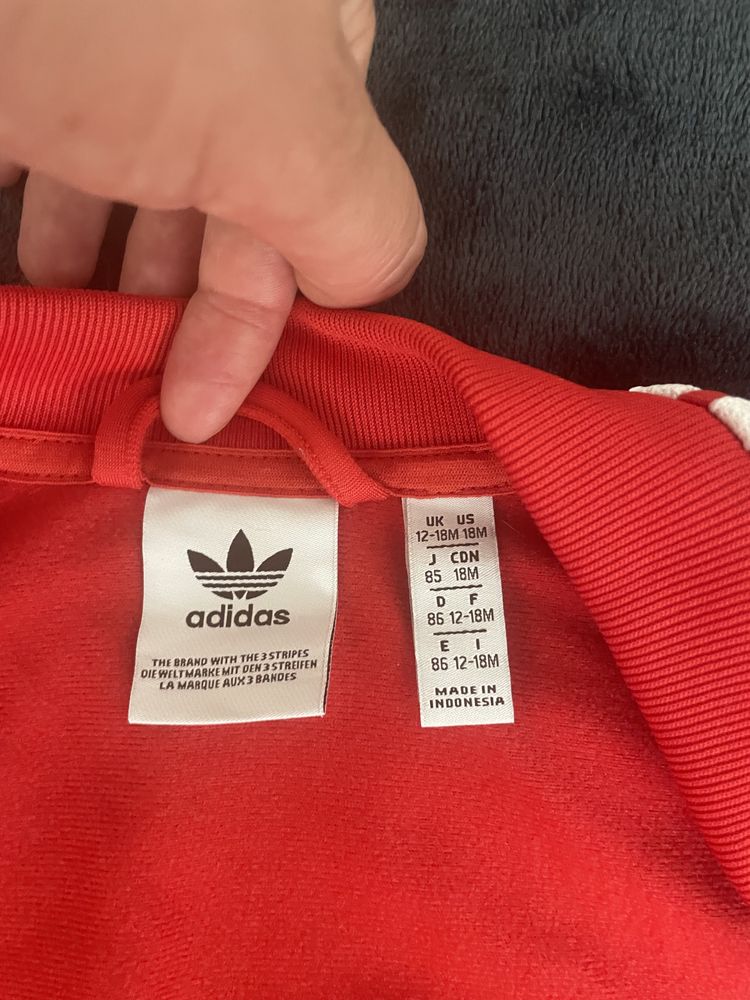 adidas
THE BRAND WITH THE 3 STRIPES
DIE WELTMARKE MIT DEN 3 STREIFEN
LA MARQUE AUX 3 BANDES
UK US
12-18M 18M
J CDN
85 18M
D F
86 12-18M
E I
86 12-18M
MADE IN
INDONESIA